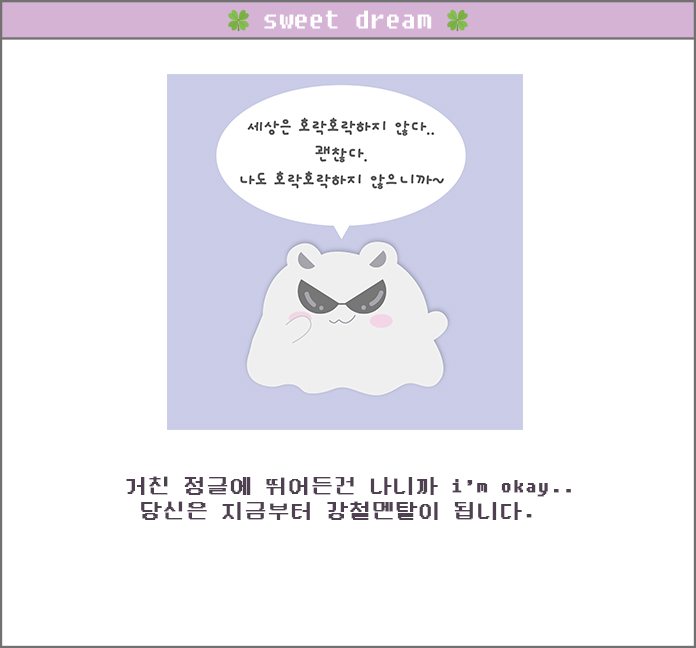 🍀 sweet dream 🍀
세상은 호락호락하지 않다..
괜찮다.
나도 호락호락하지 않으니까~
거친 정글에 뛰어든건 나니까 i'm okay..
당신은 지금부터 강철멘탈이 됩니다.